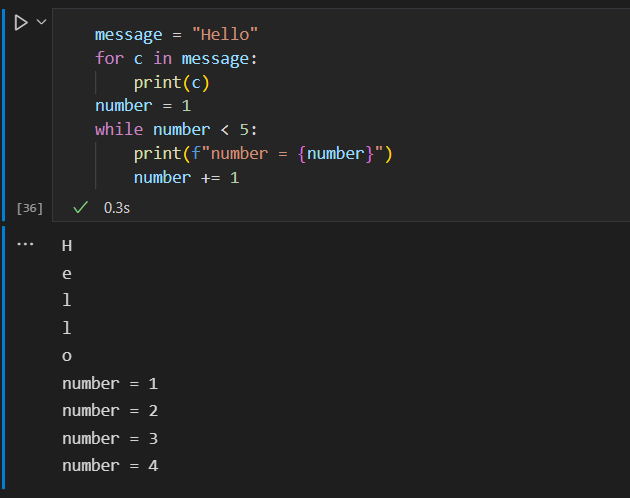 message = "Hello"
for c in message:
    print(c)
number = 1
while number < 5:
    print(f"number = {number}")
    number += 1
[36]
0.3s
H
e
l
l
o
number = 1
number = 2
number = 3
number = 4